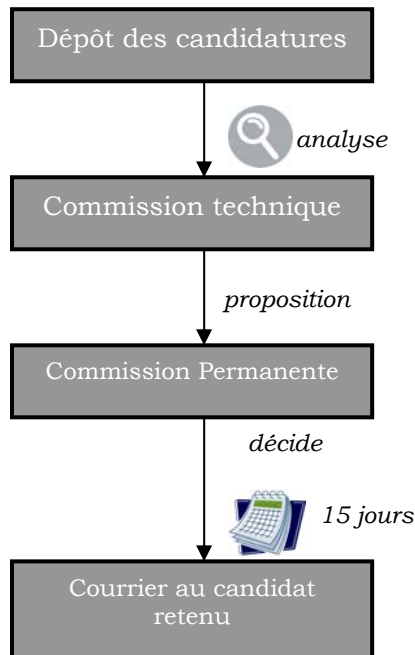 Dépôt des candidatures
analyse
Commission technique
proposition
Commission Permanente
décide
15 jours
Courrier au candidat
retenu